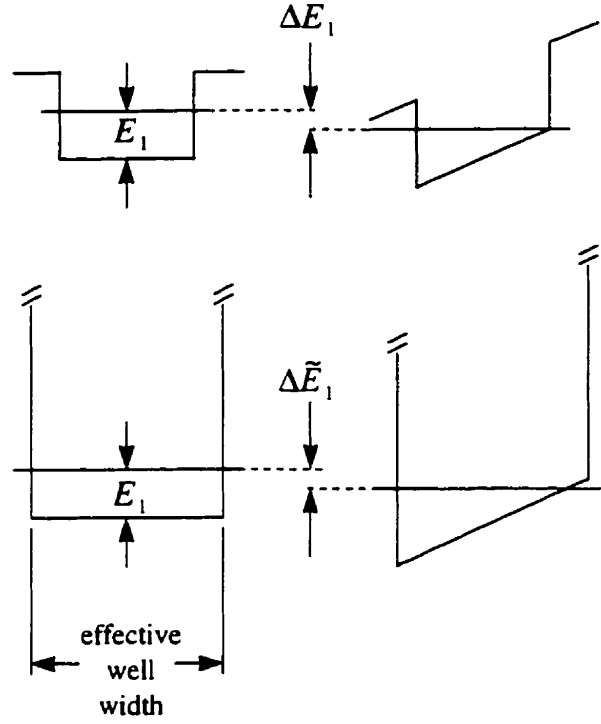 ΔE₁
E₁
ΔẼ₁
E₁
effective
well
width